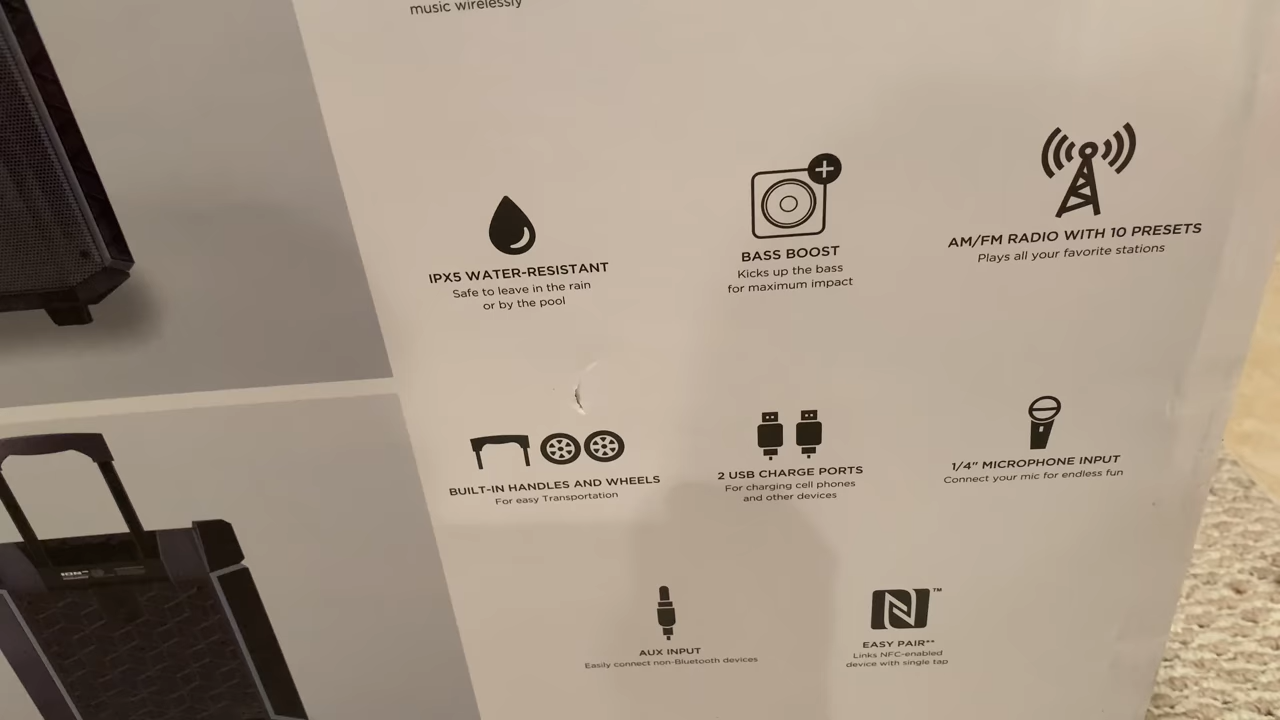 music wirelessly
IPX5 WATER-RESISTANT
Safe to leave in the rain
or by the pool
BASS BOOST
Kicks up the bass
for maximum impact
AM/FM RADIO WITH 10 PRESETS
Plays all your favorite stations
BUILT-IN HANDLES AND WHEELS
For easy Transportation
2 USB CHARGE PORTS
For charging cell phones
and other devices
1/4" MICROPHONE INPUT
Connect your mic for endless fun
AUX INPUT
Easily connect non-Bluetooth devices
N™
EASY PAIR**
Links NFC-enabled
device with single tap
ION